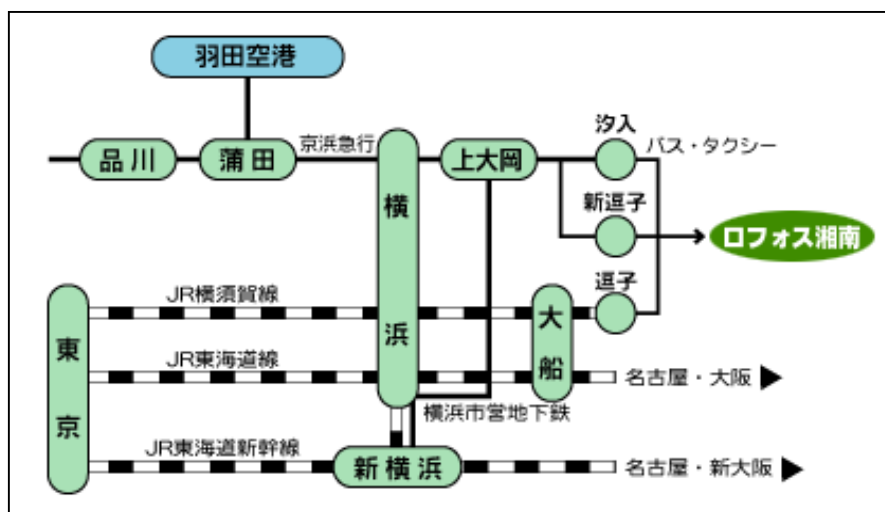 羽田空港
品川
蒲田
京浜急行
横浜
上大岡
汐入
バス・タクシー
新逗子
ロフォス湘南
逗子
東京
JR横須賀線
大船
JR東海道線
名古屋・大阪
横浜市営地下鉄
JR東海道新幹線
新横浜
名古屋・新大阪